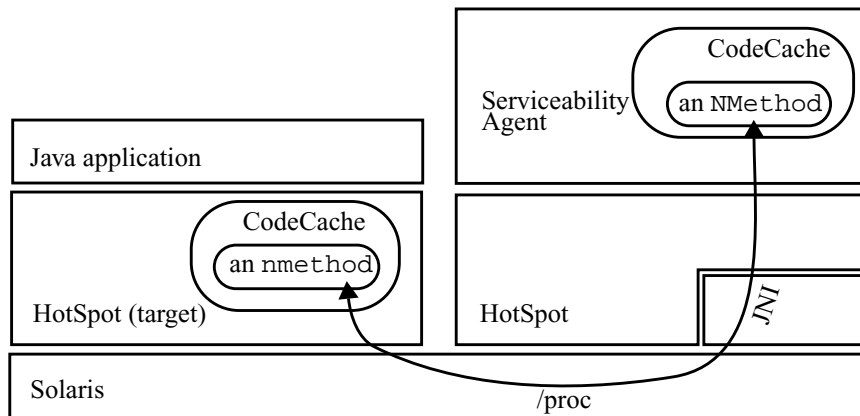 CodeCache
an NMethod
Serviceability
Agent
Java application
CodeCache
an nmethod
HotSpot (target)
HotSpot
JNI
Solaris
/proc